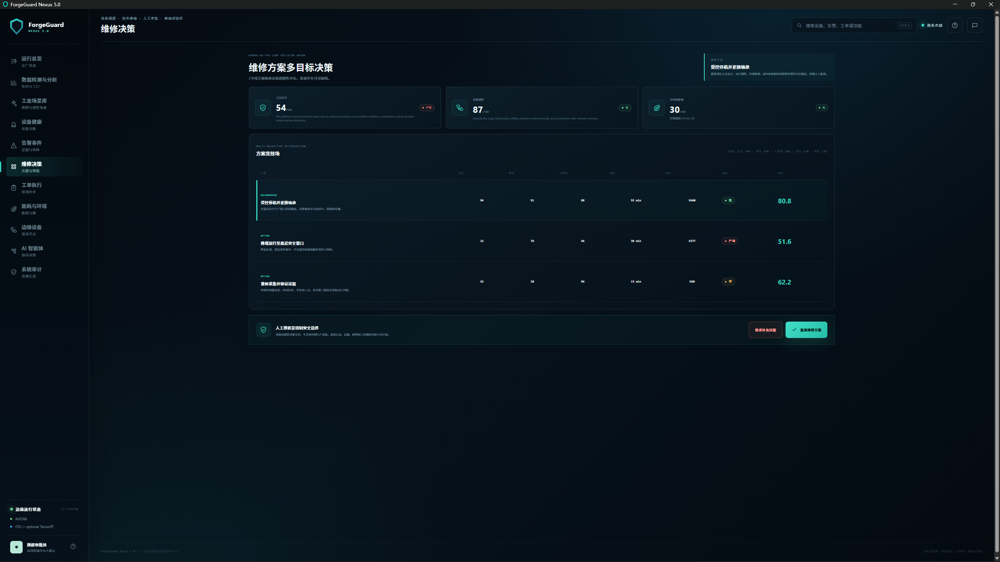 ForgeGuard Nexus 5.0
ForgeGuard
NEXUS 5.0
运行总览
全厂状态
数据检测与分析
实时与 CSV
工业场景库
故障与韧性场景
设备健康
设备台账
告警事件
证据与风险
维修决策
方案与审批
工单执行
现场作业
能耗与环境
能耗与碳
边缘设备
现场节点
AI 智能体
协同决策
系统审计
追溯记录
边缘运行状态
2 个节点在线
AMD64
CPU + optional TensorRT
审
授权审批员
高风险操作由人确认
设备健康 · 安全维修 · 人工审批 · 维修后验证
维修决策
搜索设备、告警、工单或功能
Ctrl K
服务在线
HUMAN-IN-THE-LOOP DECISION ARENA
维修方案多目标决策
2号线主轴轴承出现周期性冲击，表面存在可见缺陷。
推荐方案
受控停机并更换轴承
推荐项在人员安全、运行韧性、环境影响、成本和停机时间的受治理评分中最优，仍需人工批准。
人员安全
54/100
The platform may recommend work, but an authorized person must confirm isolation, competence and production
release before execution.
严重
系统韧性
87/100
Operate the edge safety policy offline, preserve evidence locally and synchronize after network recovery.
低
可持续影响
30/100
异常能耗 48 kWh/日
低
MULTI-OBJECTIVE OPTIMIZATION
方案竞技场
权重：安全 34% · 韧性 24% · 可持续 18% · 成本 12% · 停机 12%
方案 安全 韧性 可持续 停机 成本 风险 综合
RECOMMENDED
受控停机并更换轴承
在最近安全生产窗口停机隔离，更换轴承并完成对中、润滑和复测。
94 91 88 55 min ¥460 低 80.8
OPTION
降载运行至最近安全窗口
降低负载、提高采样频率，并在硬停机阈值触发前转入维修。
32 76 46 38 min ¥377 严重 51.6
OPTION
重新采集并验证证据
校验传感器安装、时间同步、单位和工况，补充第二模态后重新运行诊断。
42 38 96 15 min ¥60 中 62.2
人工授权是强制安全边界
系统仅提供决策支持，不直接控制生产设备。批准记录、证据、模型和工具调用均进入审计链。
要求补充证据
批准推荐方案
FORGEGUARD NEXUS 5.0 · 工业设备健康与维修闭环平台